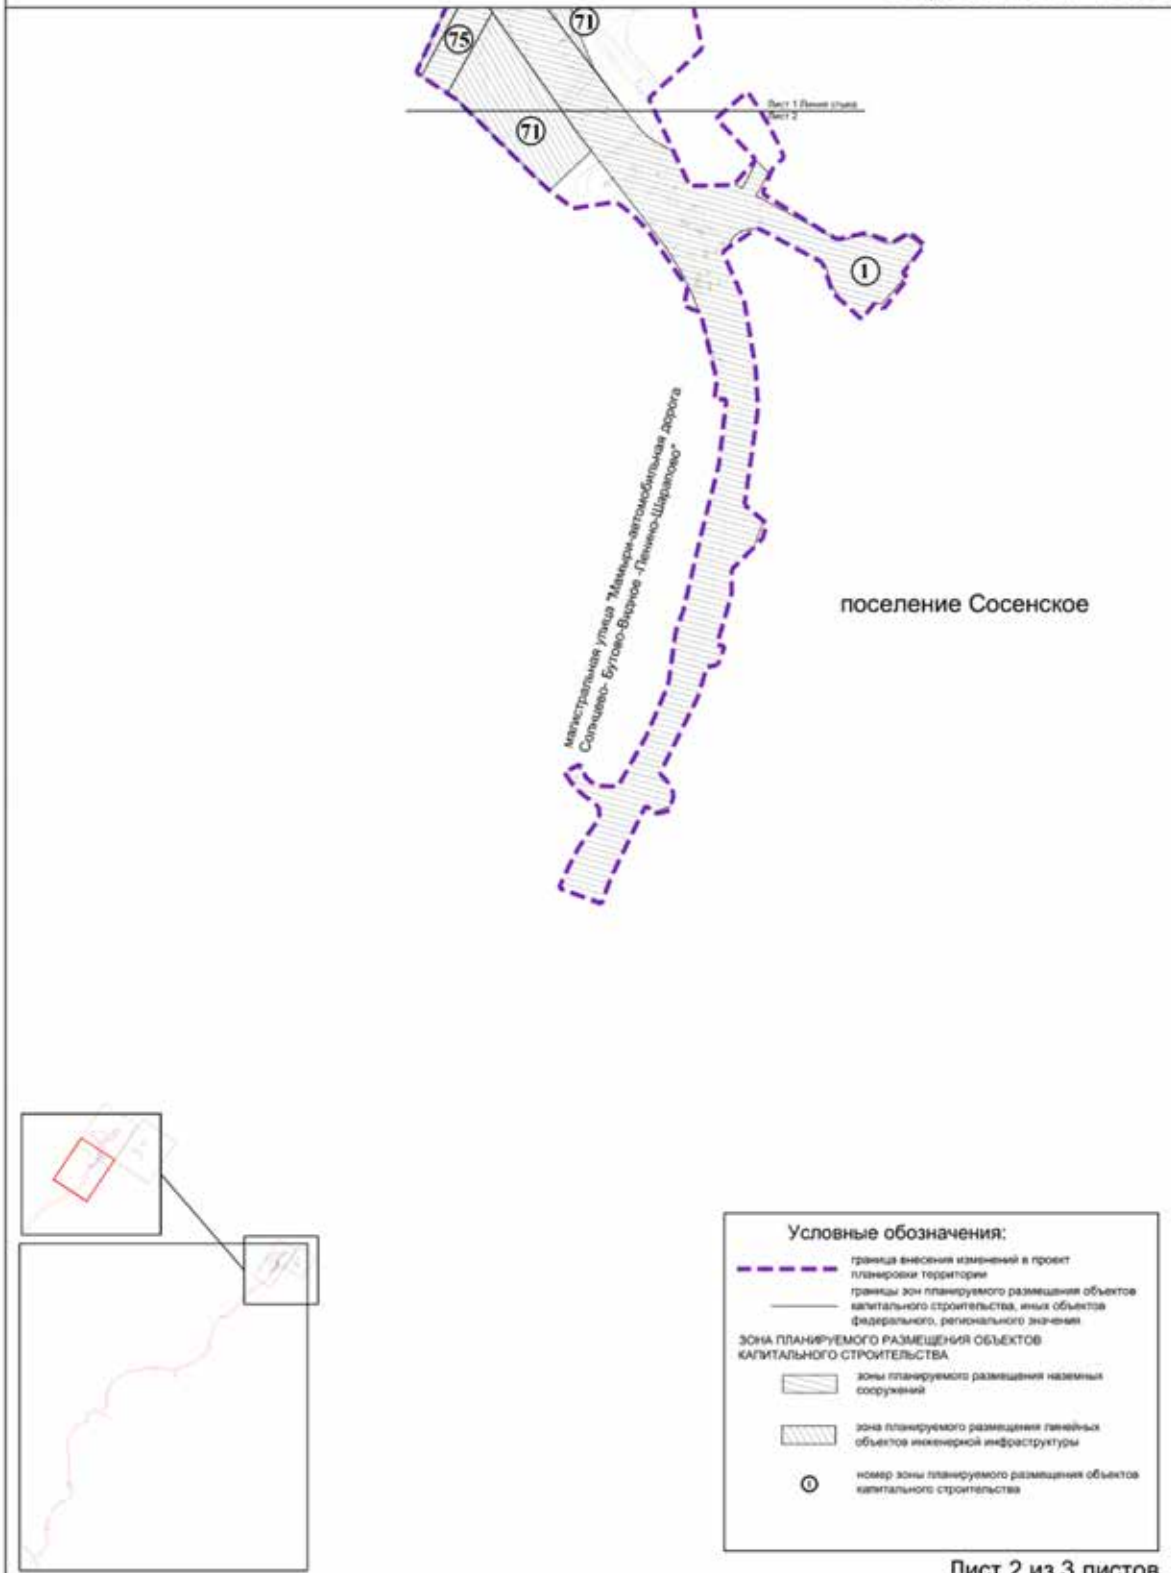 71
75
Лист 1 Линия стыка
Лист 2
71
1
магистральная улица "Мамыри-автомобильная дорога
Солнцево- Бутово-Видное -Пенино-Шарапово"
поселение Сосенское
Условные обозначения:
граница внесения изменений в проект
планировки территории
границы зон планируемого размещения объектов
капитального строительства, иных объектов
федерального, регионального значения
ЗОНА ПЛАНИРУЕМОГО РАЗМЕЩЕНИЯ ОБЪЕКТОВ
КАПИТАЛЬНОГО СТРОИТЕЛЬСТВА
зоны планируемого размещения наземных
сооружений
зона планируемого размещения линейных
объектов инженерной инфраструктуры
1
номер зоны планируемого размещения объектов
капитального строительства
Лист 2 из 3 листов